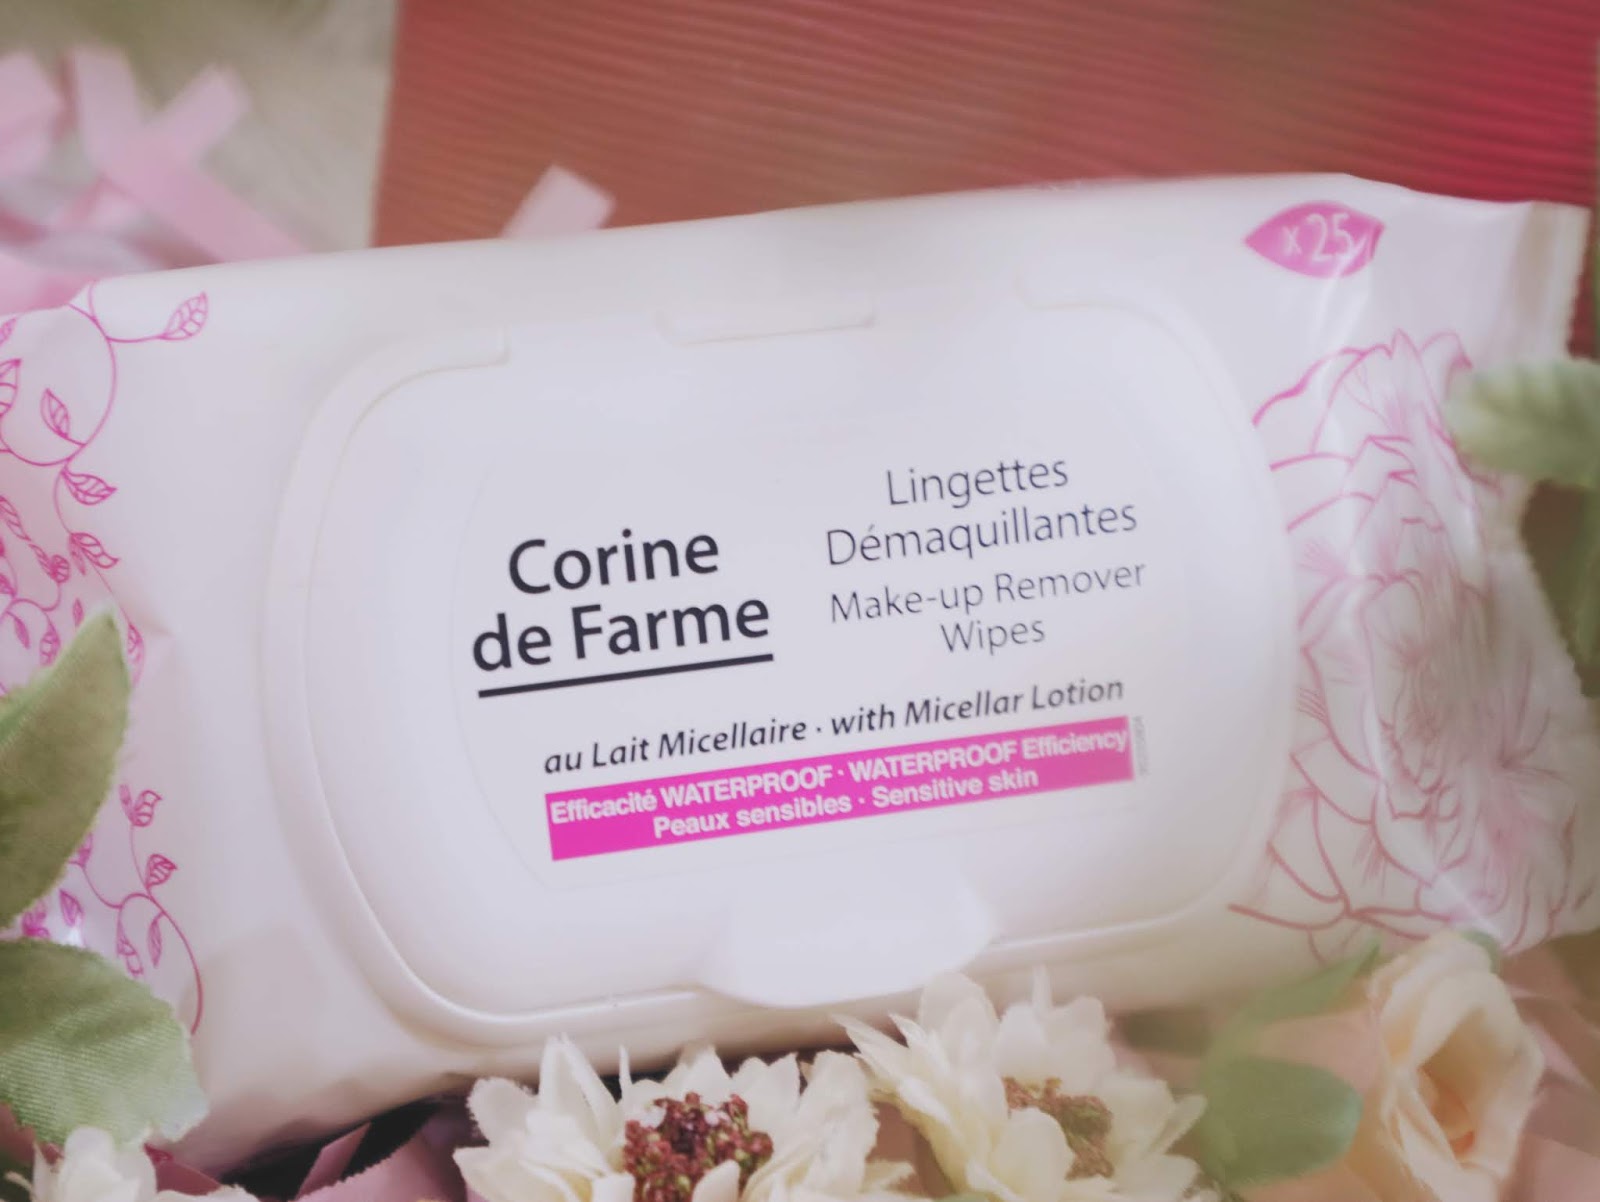 x 25
Corine
de Farme
Lingettes
Démaquillantes
Make-up Remover
Wipes
au Lait Micellaire · with Micellar Lotion
Efficacité WATERPROOF · WATERPROOF Efficiency
Peaux sensibles · Sensitive skin